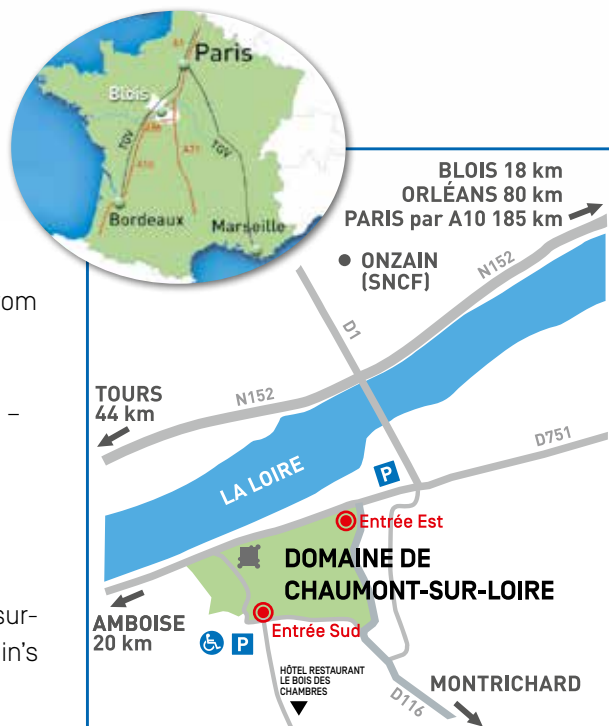 A1
Paris
Blois
TGV
A10
A71
TGV
Bordeaux
Marseille
BLOIS 18 km
ORLÉANS 80 km
PARIS par A10 185 km
ONZAIN
(SNCF)
N152
D1
om
TOURS
44 km
N152
–
D751
LA LOIRE
P
Entrée Est
DOMAINE DE
CHAUMONT-SUR-LOIRE
AMBOISE
20 km
sur-
in's
Entrée Sud
P
HÔTEL RESTAURANT
LE BOIS DES
CHAMBRES
D116
MONTRICHARD